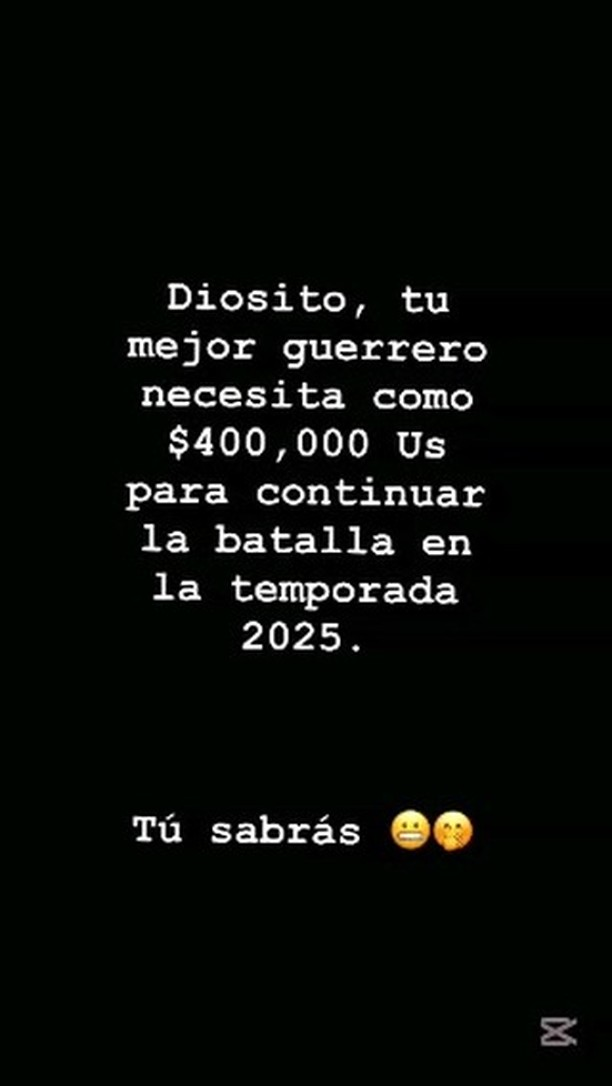 Diosito, tu
mejor guerrero
necesita como
$400,000 Us
para continuar
la batalla en
la temporada
2025.
Tú sabrás 😬🤭